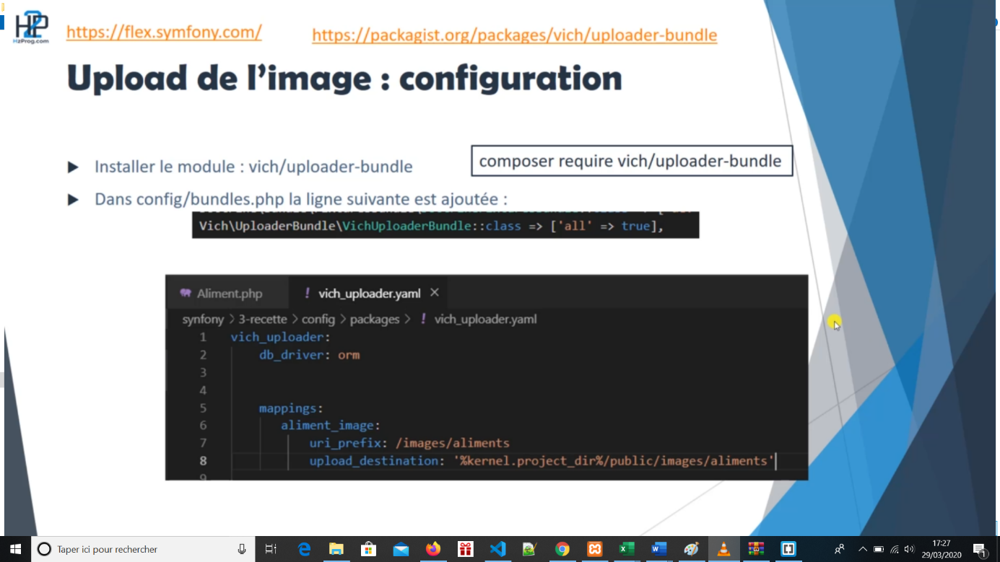 H2P
HzProg.com
https://flex.symfony.com/
https://packagist.org/packages/vich/uploader-bundle
Upload de l'image : configuration
Installer le module : vich/uploader-bundle
composer require vich/uploader-bundle
Dans config/bundles.php la ligne suivante est ajoutée :
Vich\UploaderBundle\VichUploaderBundle::class => ['all' => true],
Aliment.php
! vich_uploader.yaml ×
synfony > 3-recette > config > packages > ! vich_uploader.yaml
1 vich_uploader:
2 db_driver: orm
3
4
5 mappings:
6 aliment_image:
7 uri_prefix: /images/aliments
8 upload_destination: '%kernel.project_dir%/public/images/aliments'
9
Taper ici pour rechercher
17:27
29/03/2020
1